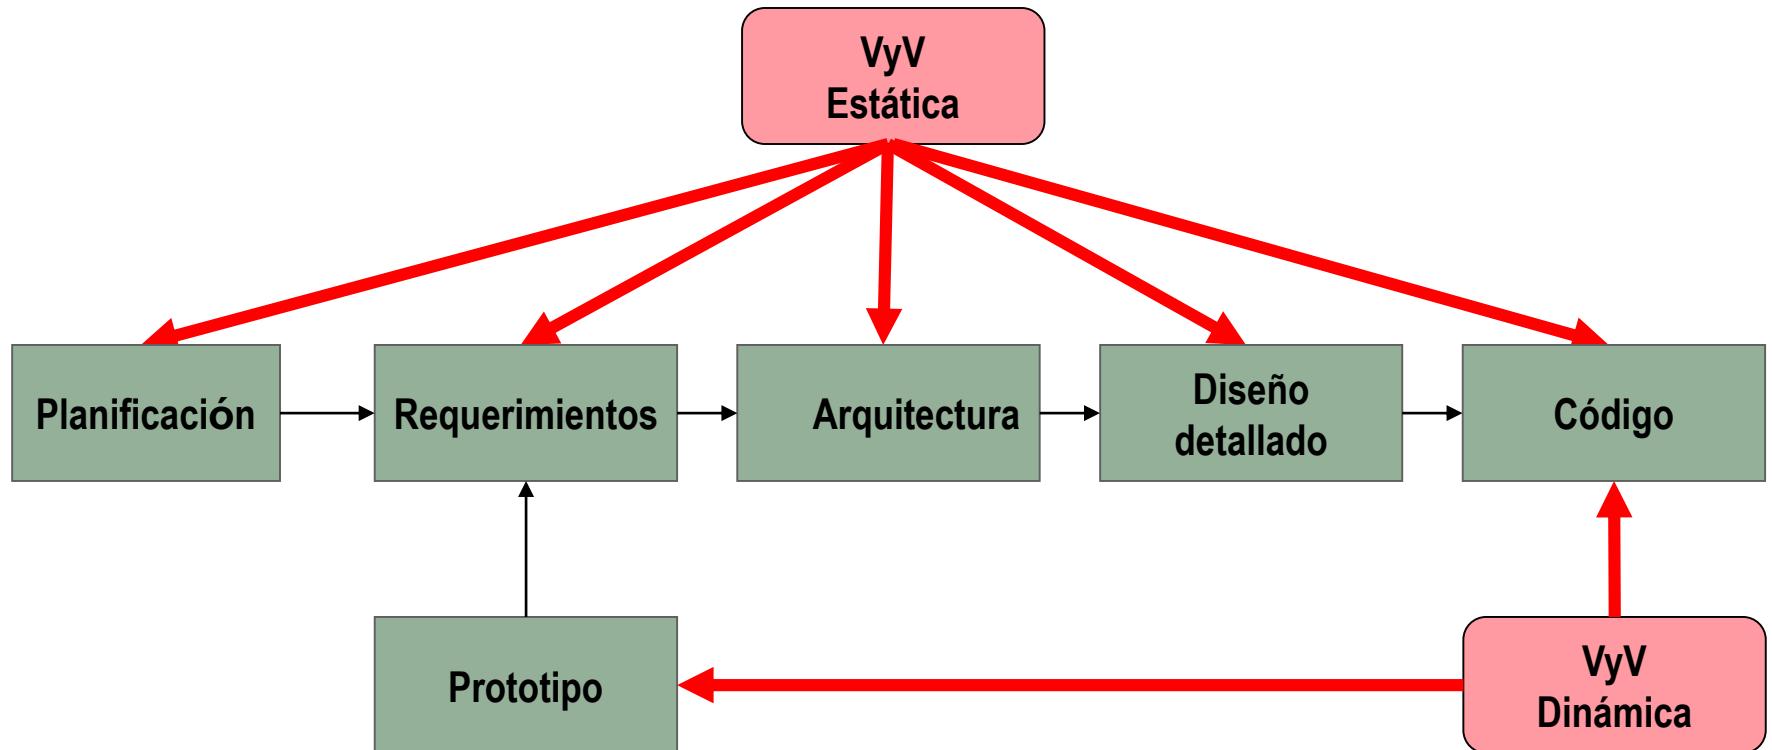 VyV
Estática
Planificación
Requerimientos
Arquitectura
Diseño
detallado
Código
Prototipo
VyV
Dinámica